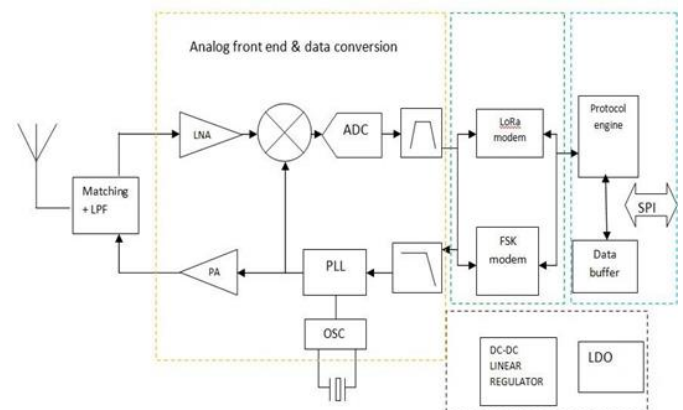 Analog front end & data conversion
LNA
ADC
LoRa
modem
Protocol
engine
Matching
+ LPF
SPI
PA
PLL
FSK
modem
Data
buffer
OSC
DC-DC
LINEAR
REGULATOR
LDO